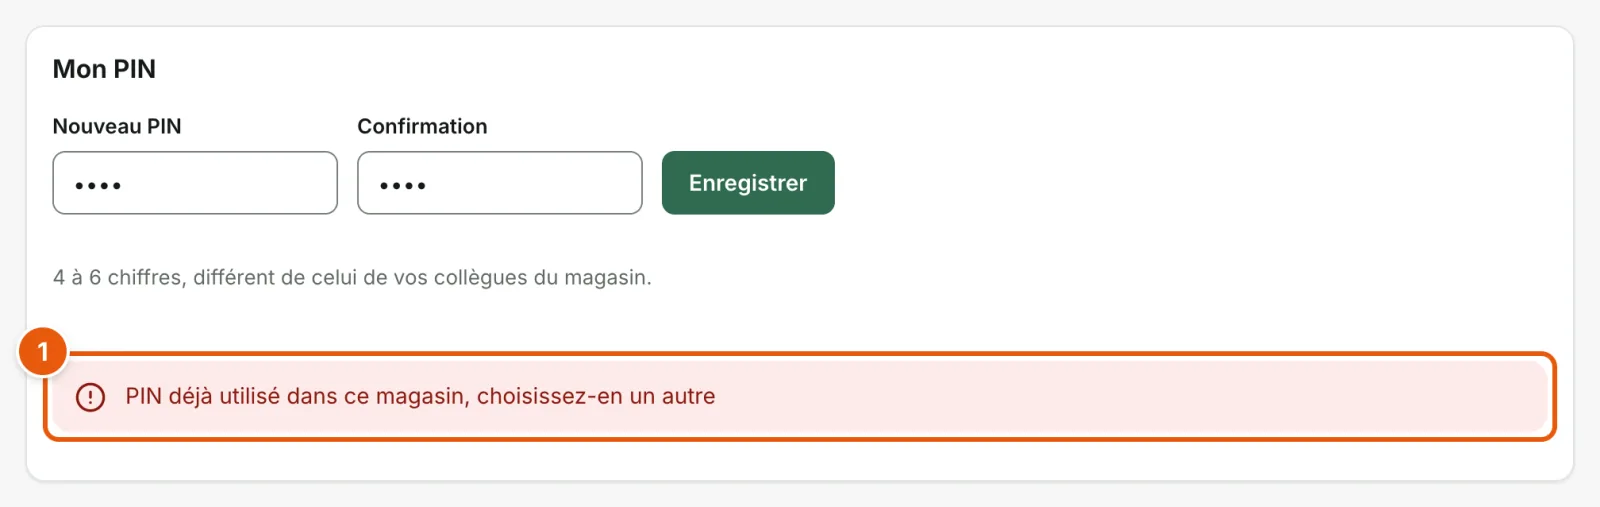 Mon PIN
Nouveau PIN
Confirmation
••••
••••
Enregistrer
4 à 6 chiffres, différent de celui de vos collègues du magasin.
1
PIN déjà utilisé dans ce magasin, choisissez-en un autre